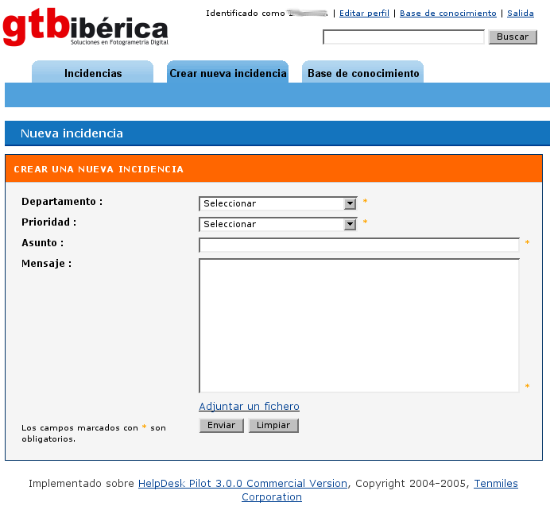 gtbibérica
Soluciones en Fotogrametría Digital
Identificado como | Editar perfil | Base de conocimiento | Salida
Buscar
Incidencias
Crear nueva incidencia
Base de conocimiento
Nueva incidencia
CREAR UNA NUEVA INCIDENCIA
Departamento :
Seleccionar
*
Prioridad :
Seleccionar
*
Asunto :
*
Mensaje :
*
Adjuntar un fichero
Los campos marcados con * son
obligatorios.
Enviar
Limpiar
Implementado sobre HelpDesk Pilot 3.0.0 Commercial Version, Copyright 2004-2005, Tenmiles
Corporation